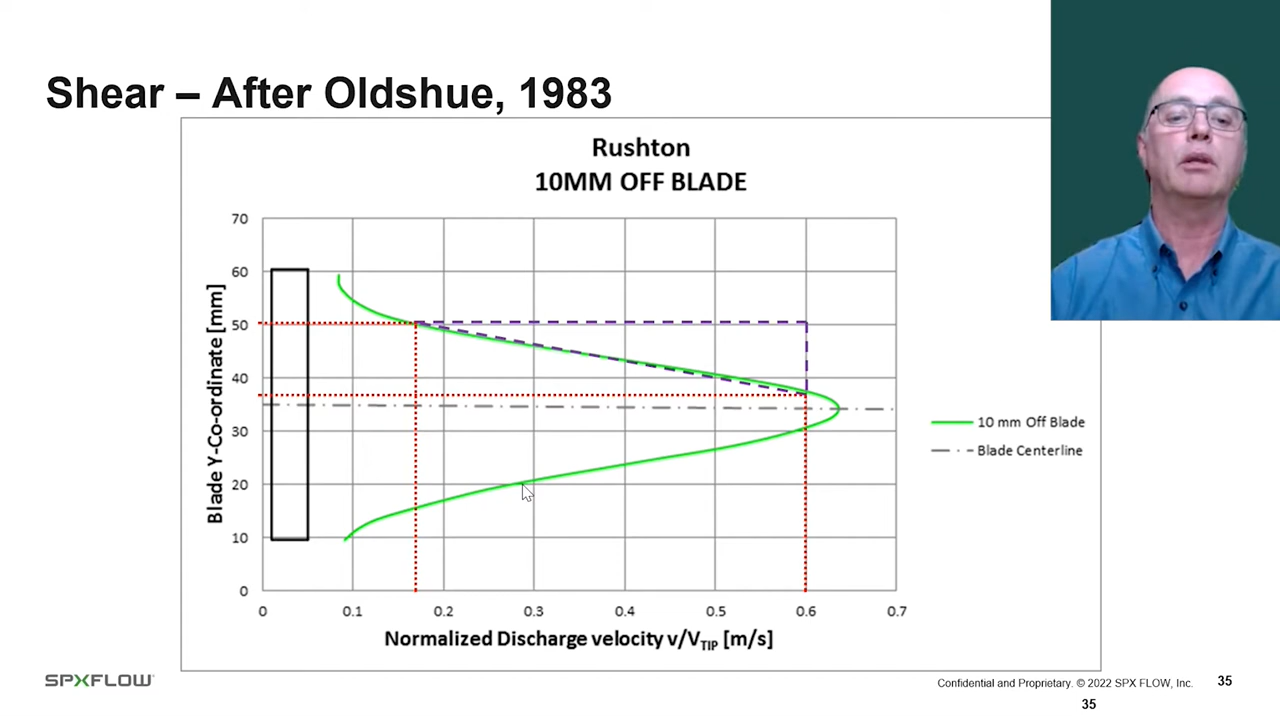 Shear – After Oldshue, 1983
Rushton
10MM OFF BLADE
70
60
50
40
30
20
10
0
Blade Y-Co-ordinate [mm]
0 0.1 0.2 0.3 0.4 0.5 0.6 0.7
Normalized Discharge velocity v/VTIP [m/s]
10 mm Off Blade
Blade Centerline
SPXFLOW
Confidential and Proprietary. © 2022 SPX FLOW, Inc. 35
35